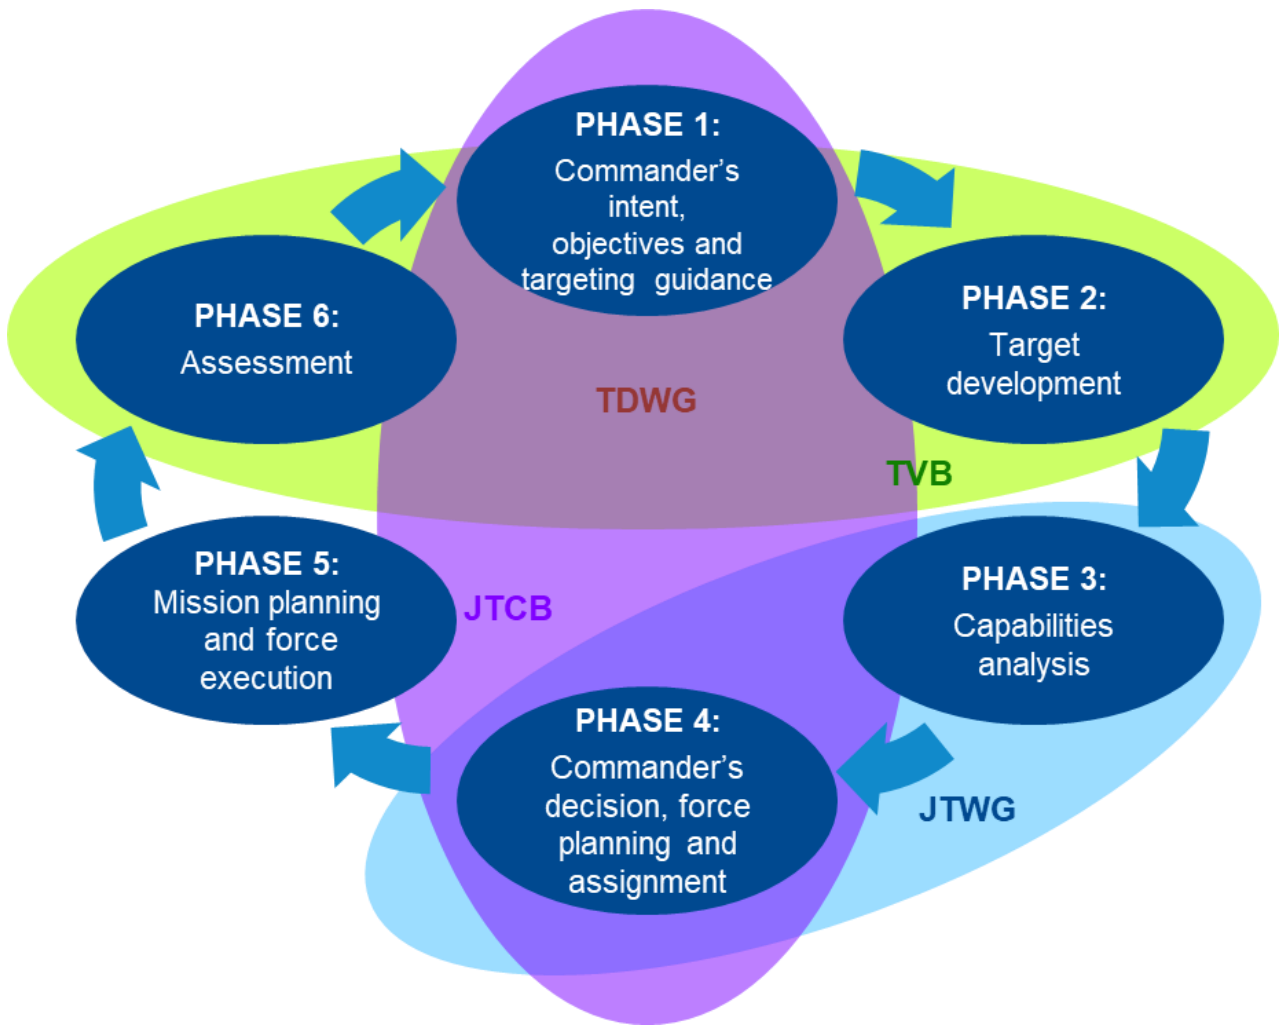 PHASE 1:
Commander’s
intent,
objectives and
targeting guidance
PHASE 2:
Target
development
PHASE 6:
Assessment
TDWG
TVB
PHASE 3:
Capabilities
analysis
PHASE 5:
Mission planning
and force
execution
JTCB
PHASE 4:
Commander’s
decision, force
planning and
assignment
JTWG